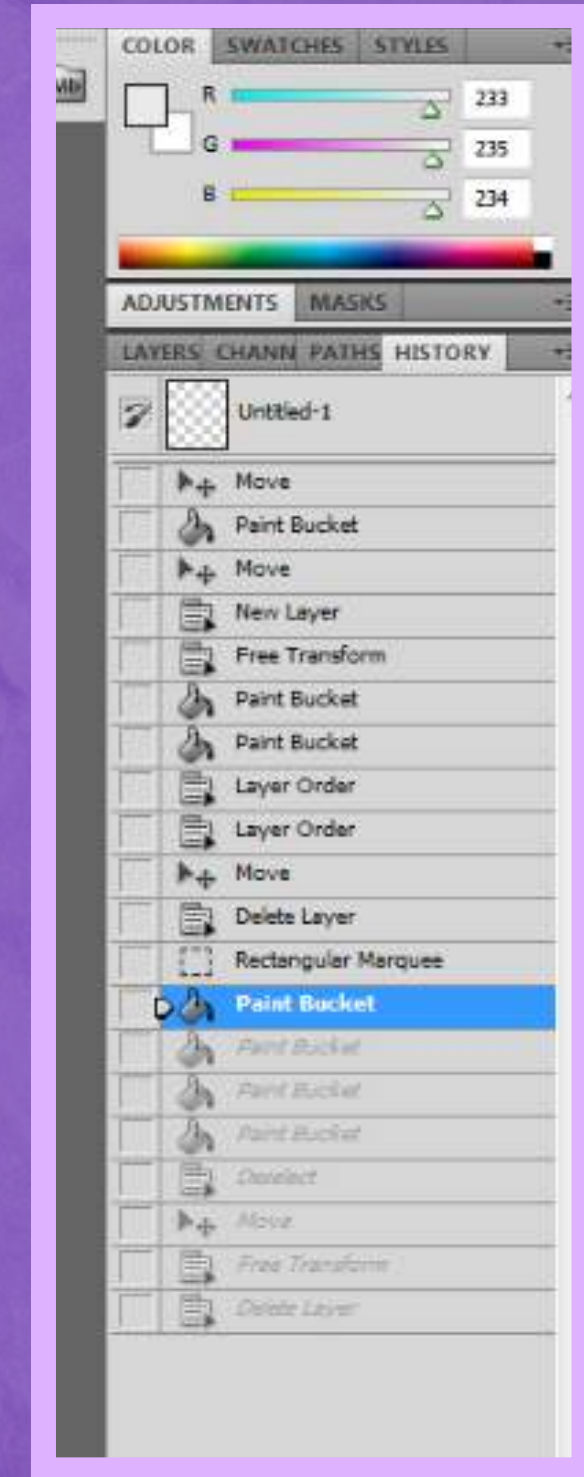 COLOR SWATCHES STYLES
Mb
R 233
G 235
B 234
ADJUSTMENTS MASKS
LAYERS CHANN PATHS HISTORY
Untitled-1
Move
Paint Bucket
Move
New Layer
Free Transform
Paint Bucket
Paint Bucket
Layer Order
Layer Order
Move
Delete Layer
Rectangular Marquee
Paint Bucket
Paint Bucket
Paint Bucket
Paint Bucket
Deselect
Move
Free Transform
Delete Layer